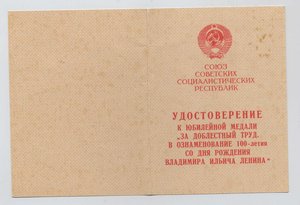 СОЮЗ
СОВЕТСКИХ
СОЦИАЛИСТИЧЕСКИХ
РЕСПУБЛИК
УДОСТОВЕРЕНИЕ
К ЮБИЛЕЙНОЙ МЕДАЛИ
„ЗА ДОБЛЕСТНЫЙ ТРУД.
В ОЗНАМЕНОВАНИЕ 100-летия
СО ДНЯ РОЖДЕНИЯ
ВЛАДИМИРА ИЛЬИЧА ЛЕНИНА“